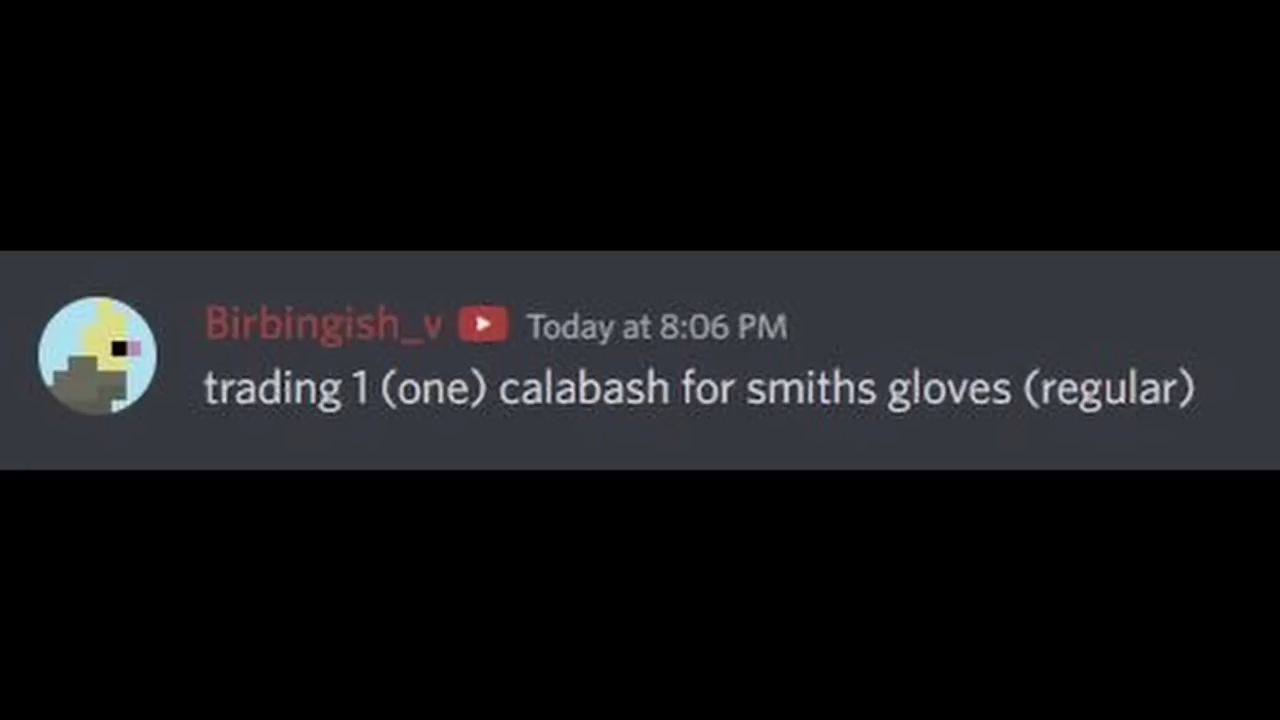 Birbingish_v Today at 8:06 PM
trading 1 (one) calabash for smiths gloves (regular)